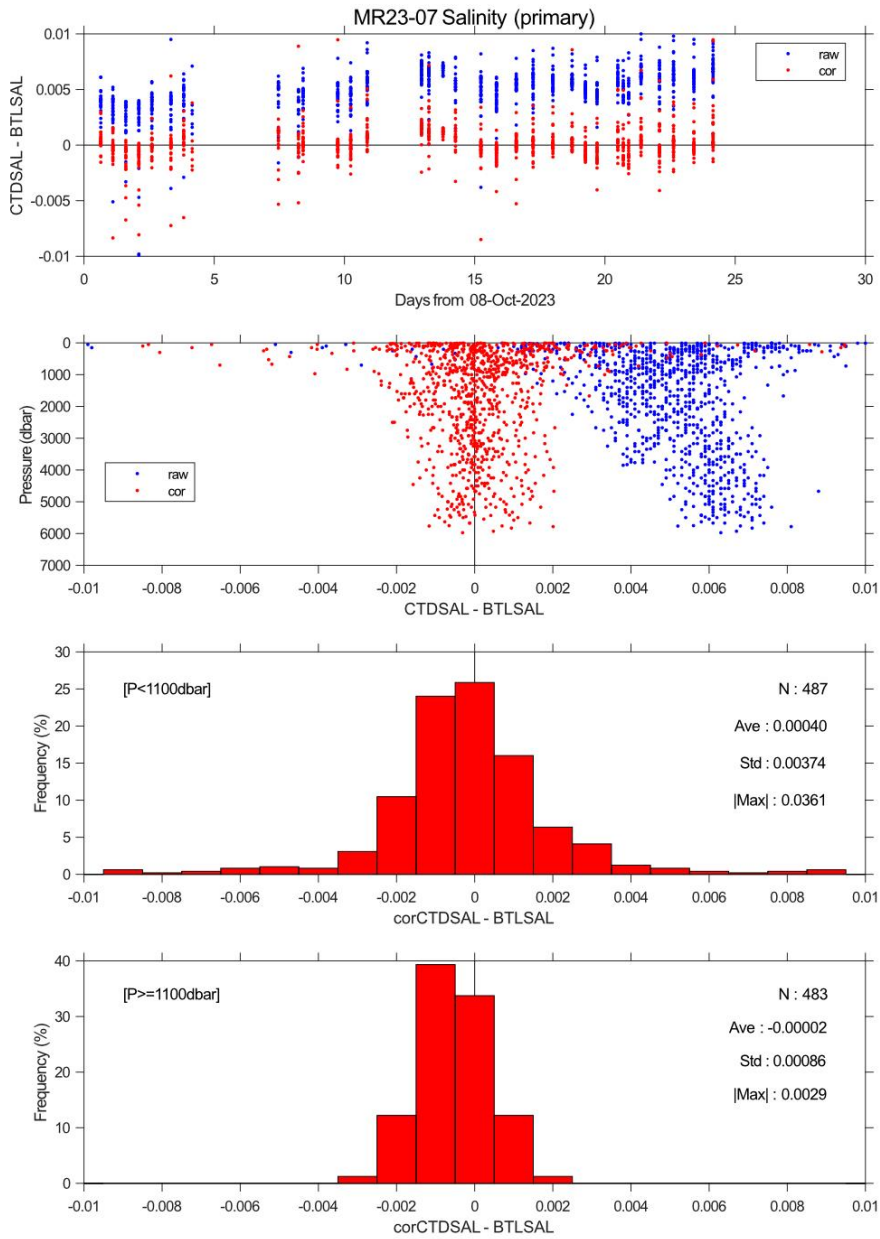 MR23-07 Salinity (primary)
CTDSAL - BTLSAL
0.01
0.005
0
-0.005
-0.01
raw
cor
0 5 10 15 20 25 30
Days from 08-Oct-2023
Pressure (dbar)
0
1000
2000
3000
4000
5000
6000
7000
raw
cor
-0.01 -0.008 -0.006 -0.004 -0.002 0 0.002 0.004 0.006 0.008 0.01
CTDSAL - BTLSAL
Frequency (%)
30
25
20
15
10
5
0
[P<1100dbar]
N : 487
Ave : 0.00040
Std : 0.00374
|Max| : 0.0361
-0.01 -0.008 -0.006 -0.004 -0.002 0 0.002 0.004 0.006 0.008 0.01
corCTDSAL - BTLSAL
Frequency (%)
40
30
20
10
0
[P>=1100dbar]
N : 483
Ave : -0.00002
Std : 0.00086
|Max| : 0.0029
-0.01 -0.008 -0.006 -0.004 -0.002 0 0.002 0.004 0.006 0.008 0.01
corCTDSAL - BTLSAL